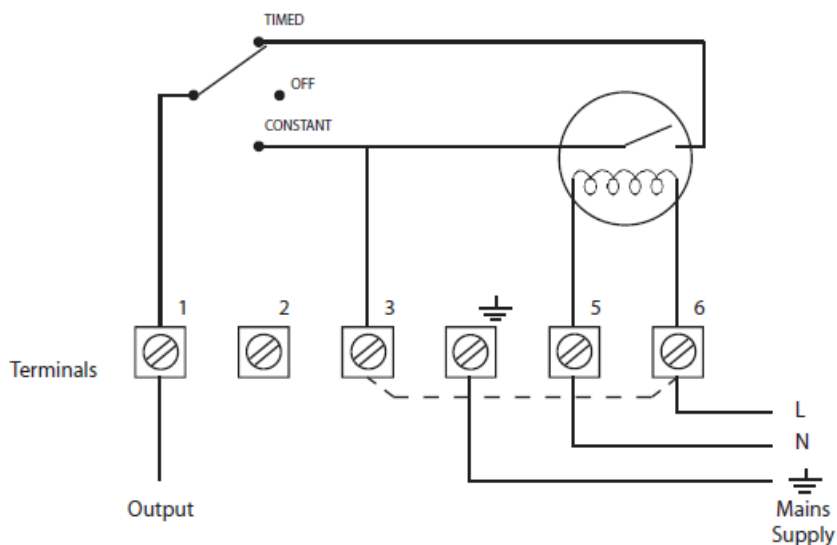 TIMED
OFF
CONSTANT
1
2
3
5
6
Terminals
L
N
Output
Mains
Supply